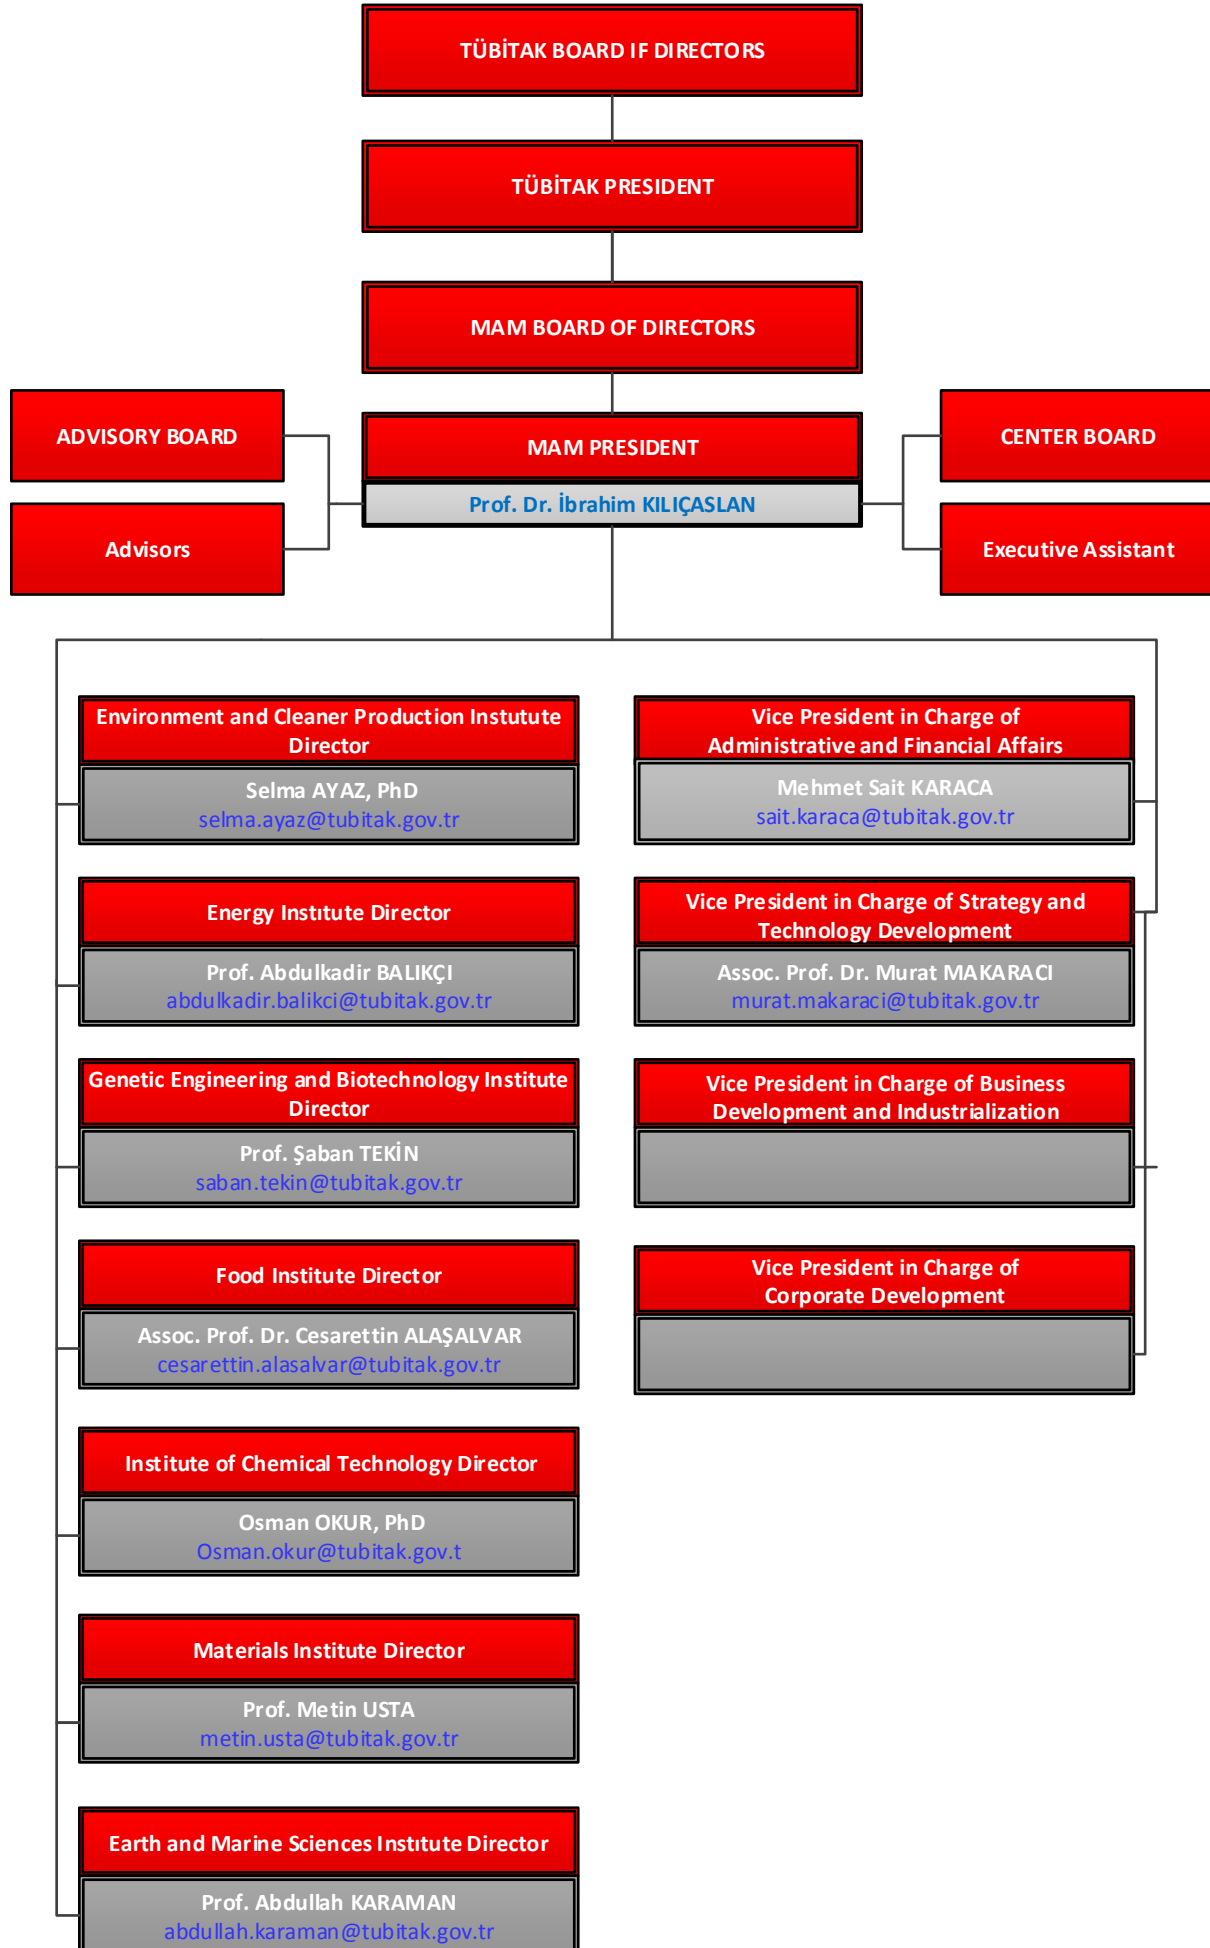 TÜBİTAK BOARD IF DIRECTORS
TÜBİTAK PRESIDENT
MAM BOARD OF DIRECTORS
ADVISORY BOARD
MAM PRESIDENT
CENTER BOARD
Prof. Dr. İbrahim KILIÇASLAN
Advisors
Executive Assistant
Environment and Cleaner Production Instutute
Director
Selma AYAZ, PhD
selma.ayaz@tubitak.gov.tr
Energy Instıtute Director
Prof. Abdulkadir BALIKÇI
abdulkadir.balikci@tubitak.gov.tr
Genetic Engineering and Biotechnology Institute
Director
Prof. Şaban TEKİN
saban.tekin@tubitak.gov.tr
Food Institute Director
Assoc. Prof. Dr. Cesarettin ALAŞALVAR
cesarettin.alasalvar@tubitak.gov.tr
Institute of Chemical Technology Director
Osman OKUR, PhD
Osman.okur@tubitak.gov.t
Materials Institute Director
Prof. Metin USTA
metin.usta@tubitak.gov.tr
Earth and Marine Sciences Instıtute Director
Prof. Abdullah KARAMAN
abdullah.karaman@tubitak.gov.tr
Vice President in Charge of
Administrative and Financial Affairs
Mehmet Sait KARACA
sait.karaca@tubitak.gov.tr
Vice President in Charge of Strategy and
Technology Development
Assoc. Prof. Dr. Murat MAKARACI
murat.makaraci@tubitak.gov.tr
Vice President in Charge of Business
Development and Industrialization
Vice President in Charge of
Corporate Development